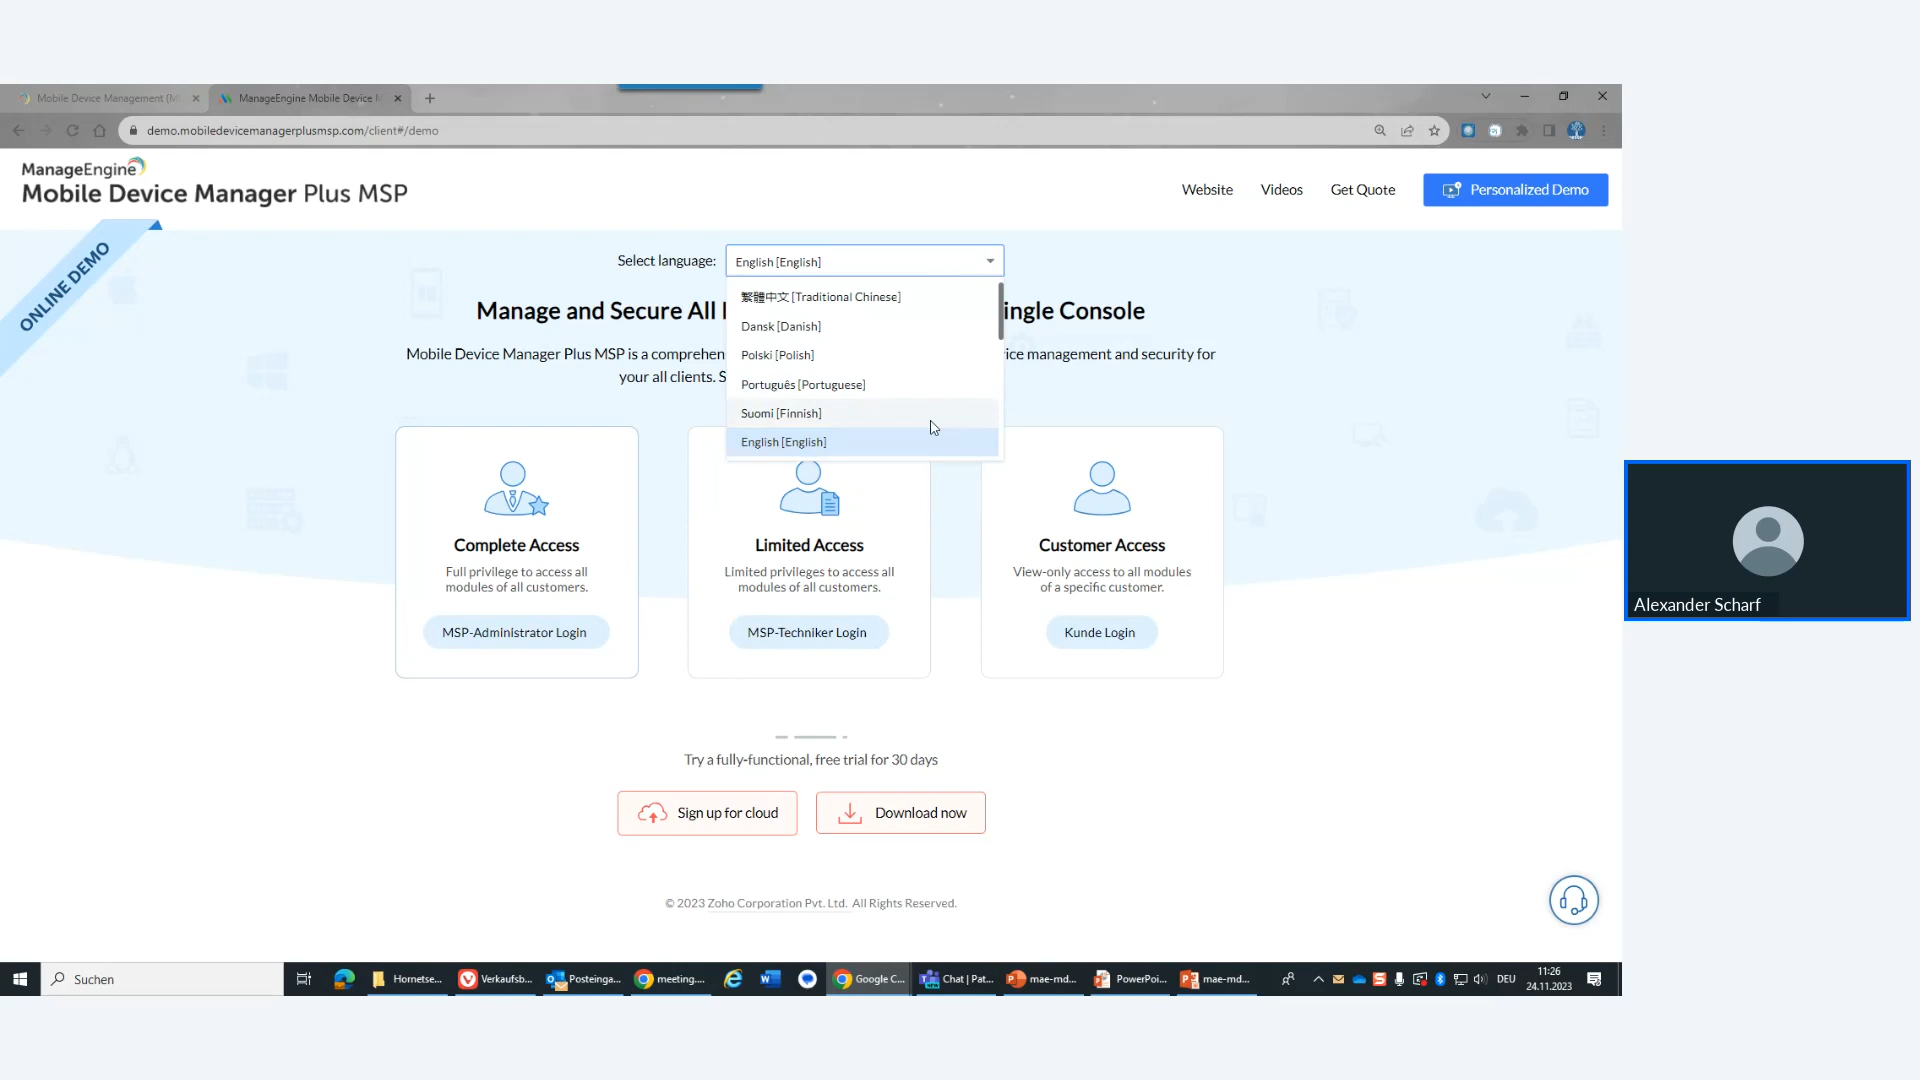 Mobile Device Management (M
ManageEngine Mobile Device M
demo.mobiledevicemanagerplusmsp.com/client#/demo
ManageEngine
Mobile Device Manager Plus MSP
Website
Videos
Get Quote
Personalized Demo
ONLINE DEMO
Select language:
English [English]
繁體中文 [Traditional Chinese]
Dansk [Danish]
Polski [Polish]
Português [Portuguese]
Suomi [Finnish]
English [English]
Manage and Secure All
ingle Console
Mobile Device Manager Plus MSP is a comprehen
ice management and security for
your all clients. S
Complete Access
Full privilege to access all
modules of all customers.
MSP-Administrator Login
Limited Access
Limited privileges to access all
modules of all customers.
MSP-Techniker Login
Customer Access
View-only access to all modules
of a specific customer.
Kunde Login
Try a fully-functional, free trial for 30 days
Sign up for cloud
Download now
© 2023 Zoho Corporation Pvt. Ltd. All Rights Reserved.
Alexander Scharf
Suchen
Hornetse...
Verkaufsb...
Posteinga...
meeting....
Google C...
Chat | Pat...
mae-md...
PowerPoi...
mae-md...
DEU
11:26
24.11.2023